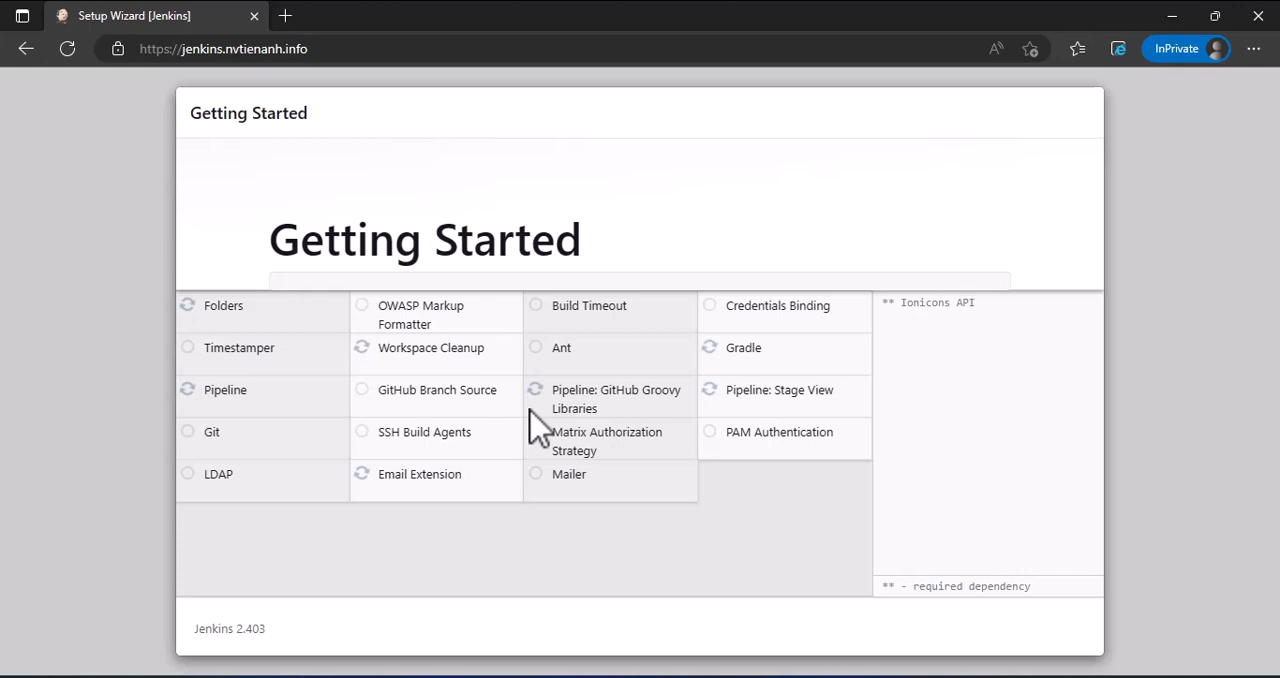 Setup Wizard [Jenkins]
https://jenkins.nvtienanh.info
InPrivate
Getting Started
Getting Started
Folders
OWASP Markup
Formatter
Build Timeout
Credentials Binding
** Ionicons API
Timestamper
Workspace Cleanup
Ant
Gradle
Pipeline
GitHub Branch Source
Pipeline: GitHub Groovy
Libraries
Pipeline: Stage View
Git
SSH Build Agents
Matrix Authorization
Strategy
PAM Authentication
LDAP
Email Extension
Mailer
** - required dependency
Jenkins 2.403